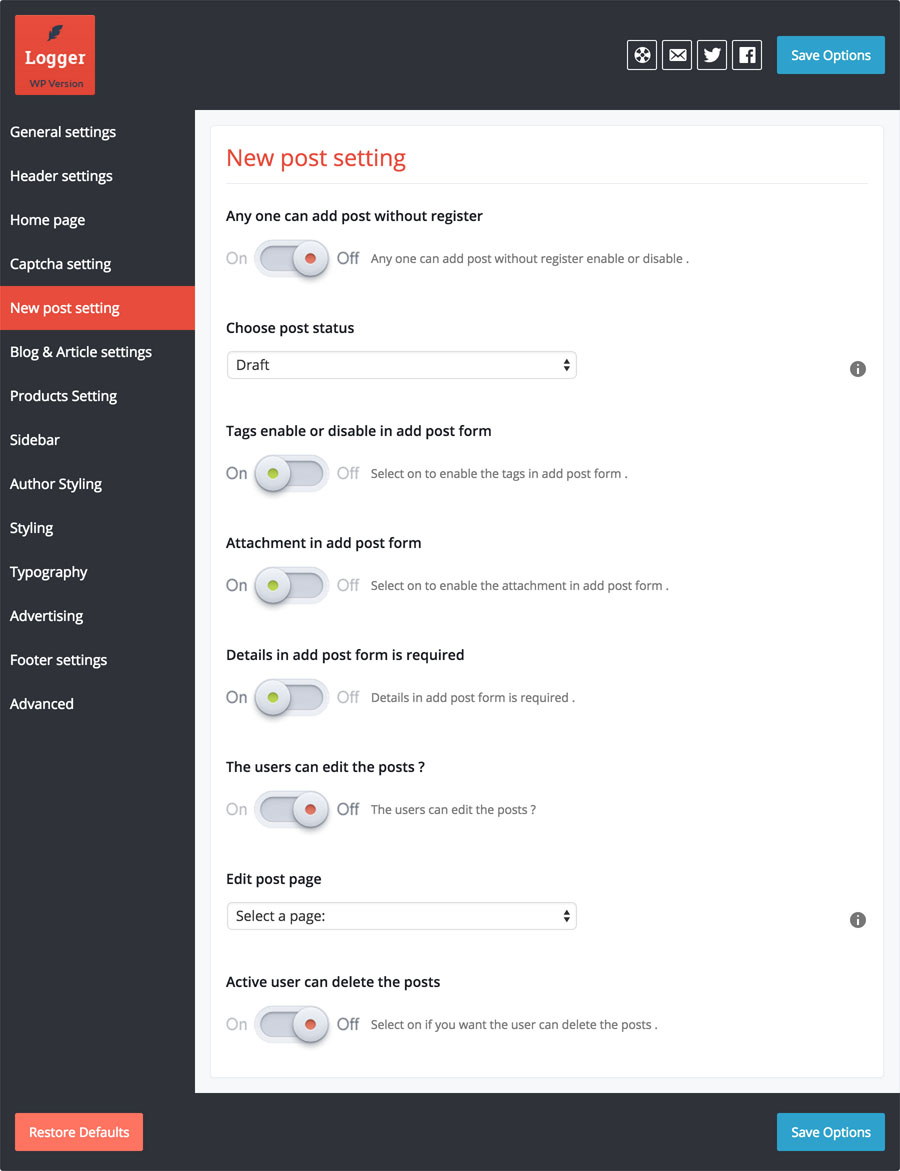 Logger
WP Version
Save Options
General settings
Header settings
Home page
Captcha setting
New post setting
Blog & Article settings
Products Setting
Sidebar
Author Styling
Styling
Typography
Advertising
Footer settings
Advanced
New post setting
Any one can add post without register
On Off Any one can add post without register enable or disable .
Choose post status
Draft
Tags enable or disable in add post form
On Off Select on to enable the tags in add post form .
Attachment in add post form
On Off Select on to enable the attachment in add post form .
Details in add post form is required
On Off Details in add post form is required .
The users can edit the posts ?
On Off The users can edit the posts ?
Edit post page
Select a page:
Active user can delete the posts
On Off Select on if you want the user can delete the posts .
Restore Defaults
Save Options